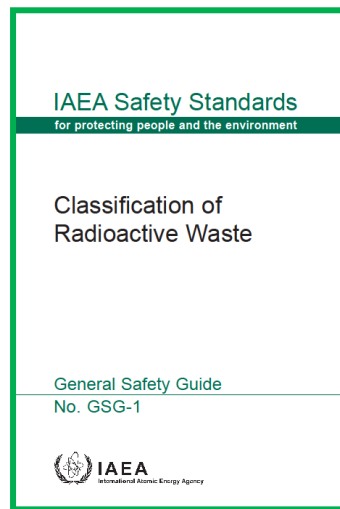 IAEA Safety Standards
for protecting people and the environment
Classification of
Radioactive Waste
General Safety Guide
No. GSG-1
IAEA
International Atomic Energy Agency